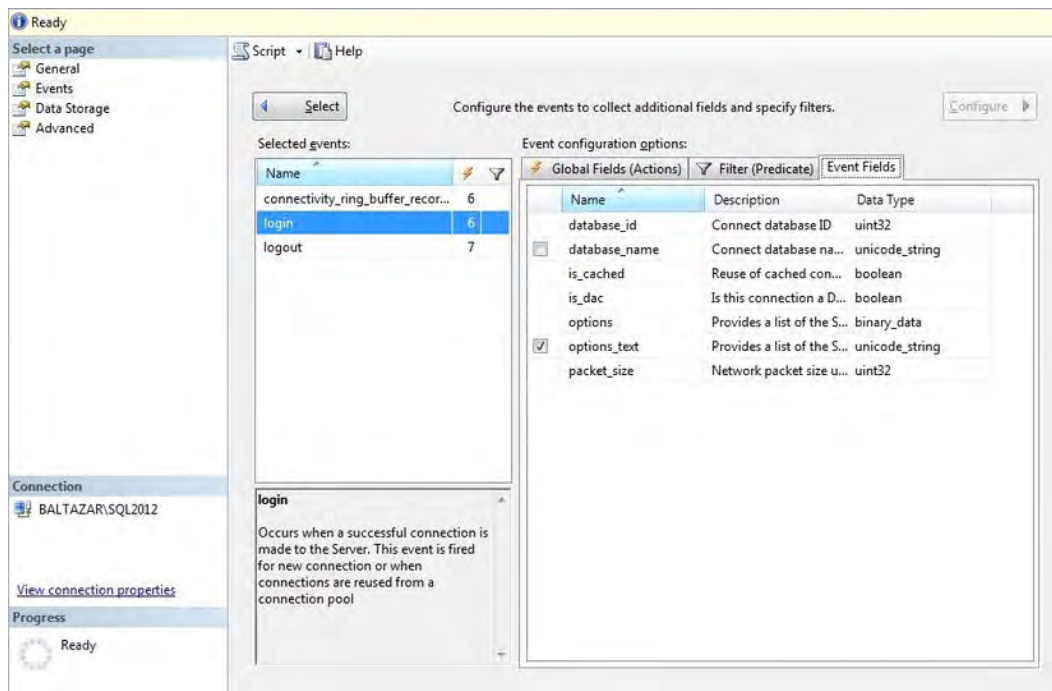 Ready
Select a page
General
Events
Data Storage
Advanced
Script Help
Select Configure the events to collect additional fields and specify filters. Configure
Selected events: Event configuration options:
Global Fields (Actions) Filter (Predicate) Event Fields
Name
connectivity_ring_buffer_recor... 6
login 6
logout 7
Name Description Data Type
database_id Connect database ID uint32
database_name Connect database na... unicode_string
is_cached Reuse of cached con... boolean
is_dac Is this connection a D... boolean
options Provides a list of the S... binary_data
options_text Provides a list of the S... unicode_string
packet_size Network packet size u... uint32
login
Occurs when a successful connection is
made to the Server. This event is fired
for new connection or when
connections are reused from a
connection pool
Connection
BALTAZAR\SQL2012
View connection properties
Progress
Ready